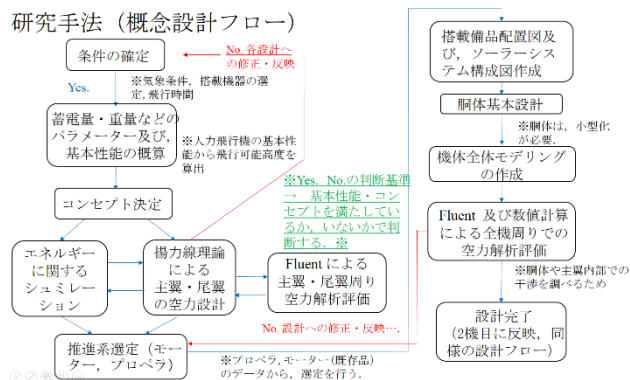 研究手法（概念設計フロー）
条件の確定
No. 各設計へ
の修正・反映
Yes.
※気象条件，搭載機器の選
定, 飛行時間
蓄電量・重量などの
パラメーター及び，
基本性能の概算
※人力飛行機の基本性
能から飛行可能高度を
算出
コンセプト決定
※Yes，No.の判断基準
→　基本性能・コン
セプトを満たしてい
るか，いないかで判
断する．※
エネルギー
に関する
シュミレー
ション
揚力線理論
による
主翼・尾翼
の空力設計
Fluent による
主翼・尾翼周り
空力解析評価
No. 設計への修正・反映….
推進系選定（モー
ター，プロペラ）
※プロペラ, モーター(既存品)
のデータから，選定を行う．
搭載備品配置図及
び，ソーラーシス
テム構成図作成
胴体基本設計
※胴体は，小型化
が必要．
機体全体モデリング
の作成
Fluent 及び数値計算
による全機周りでの
空力解析評価
※胴体や主翼内部での
干渉を調べるため
設計完了
(2機目に反映，同
様の設計フロー）